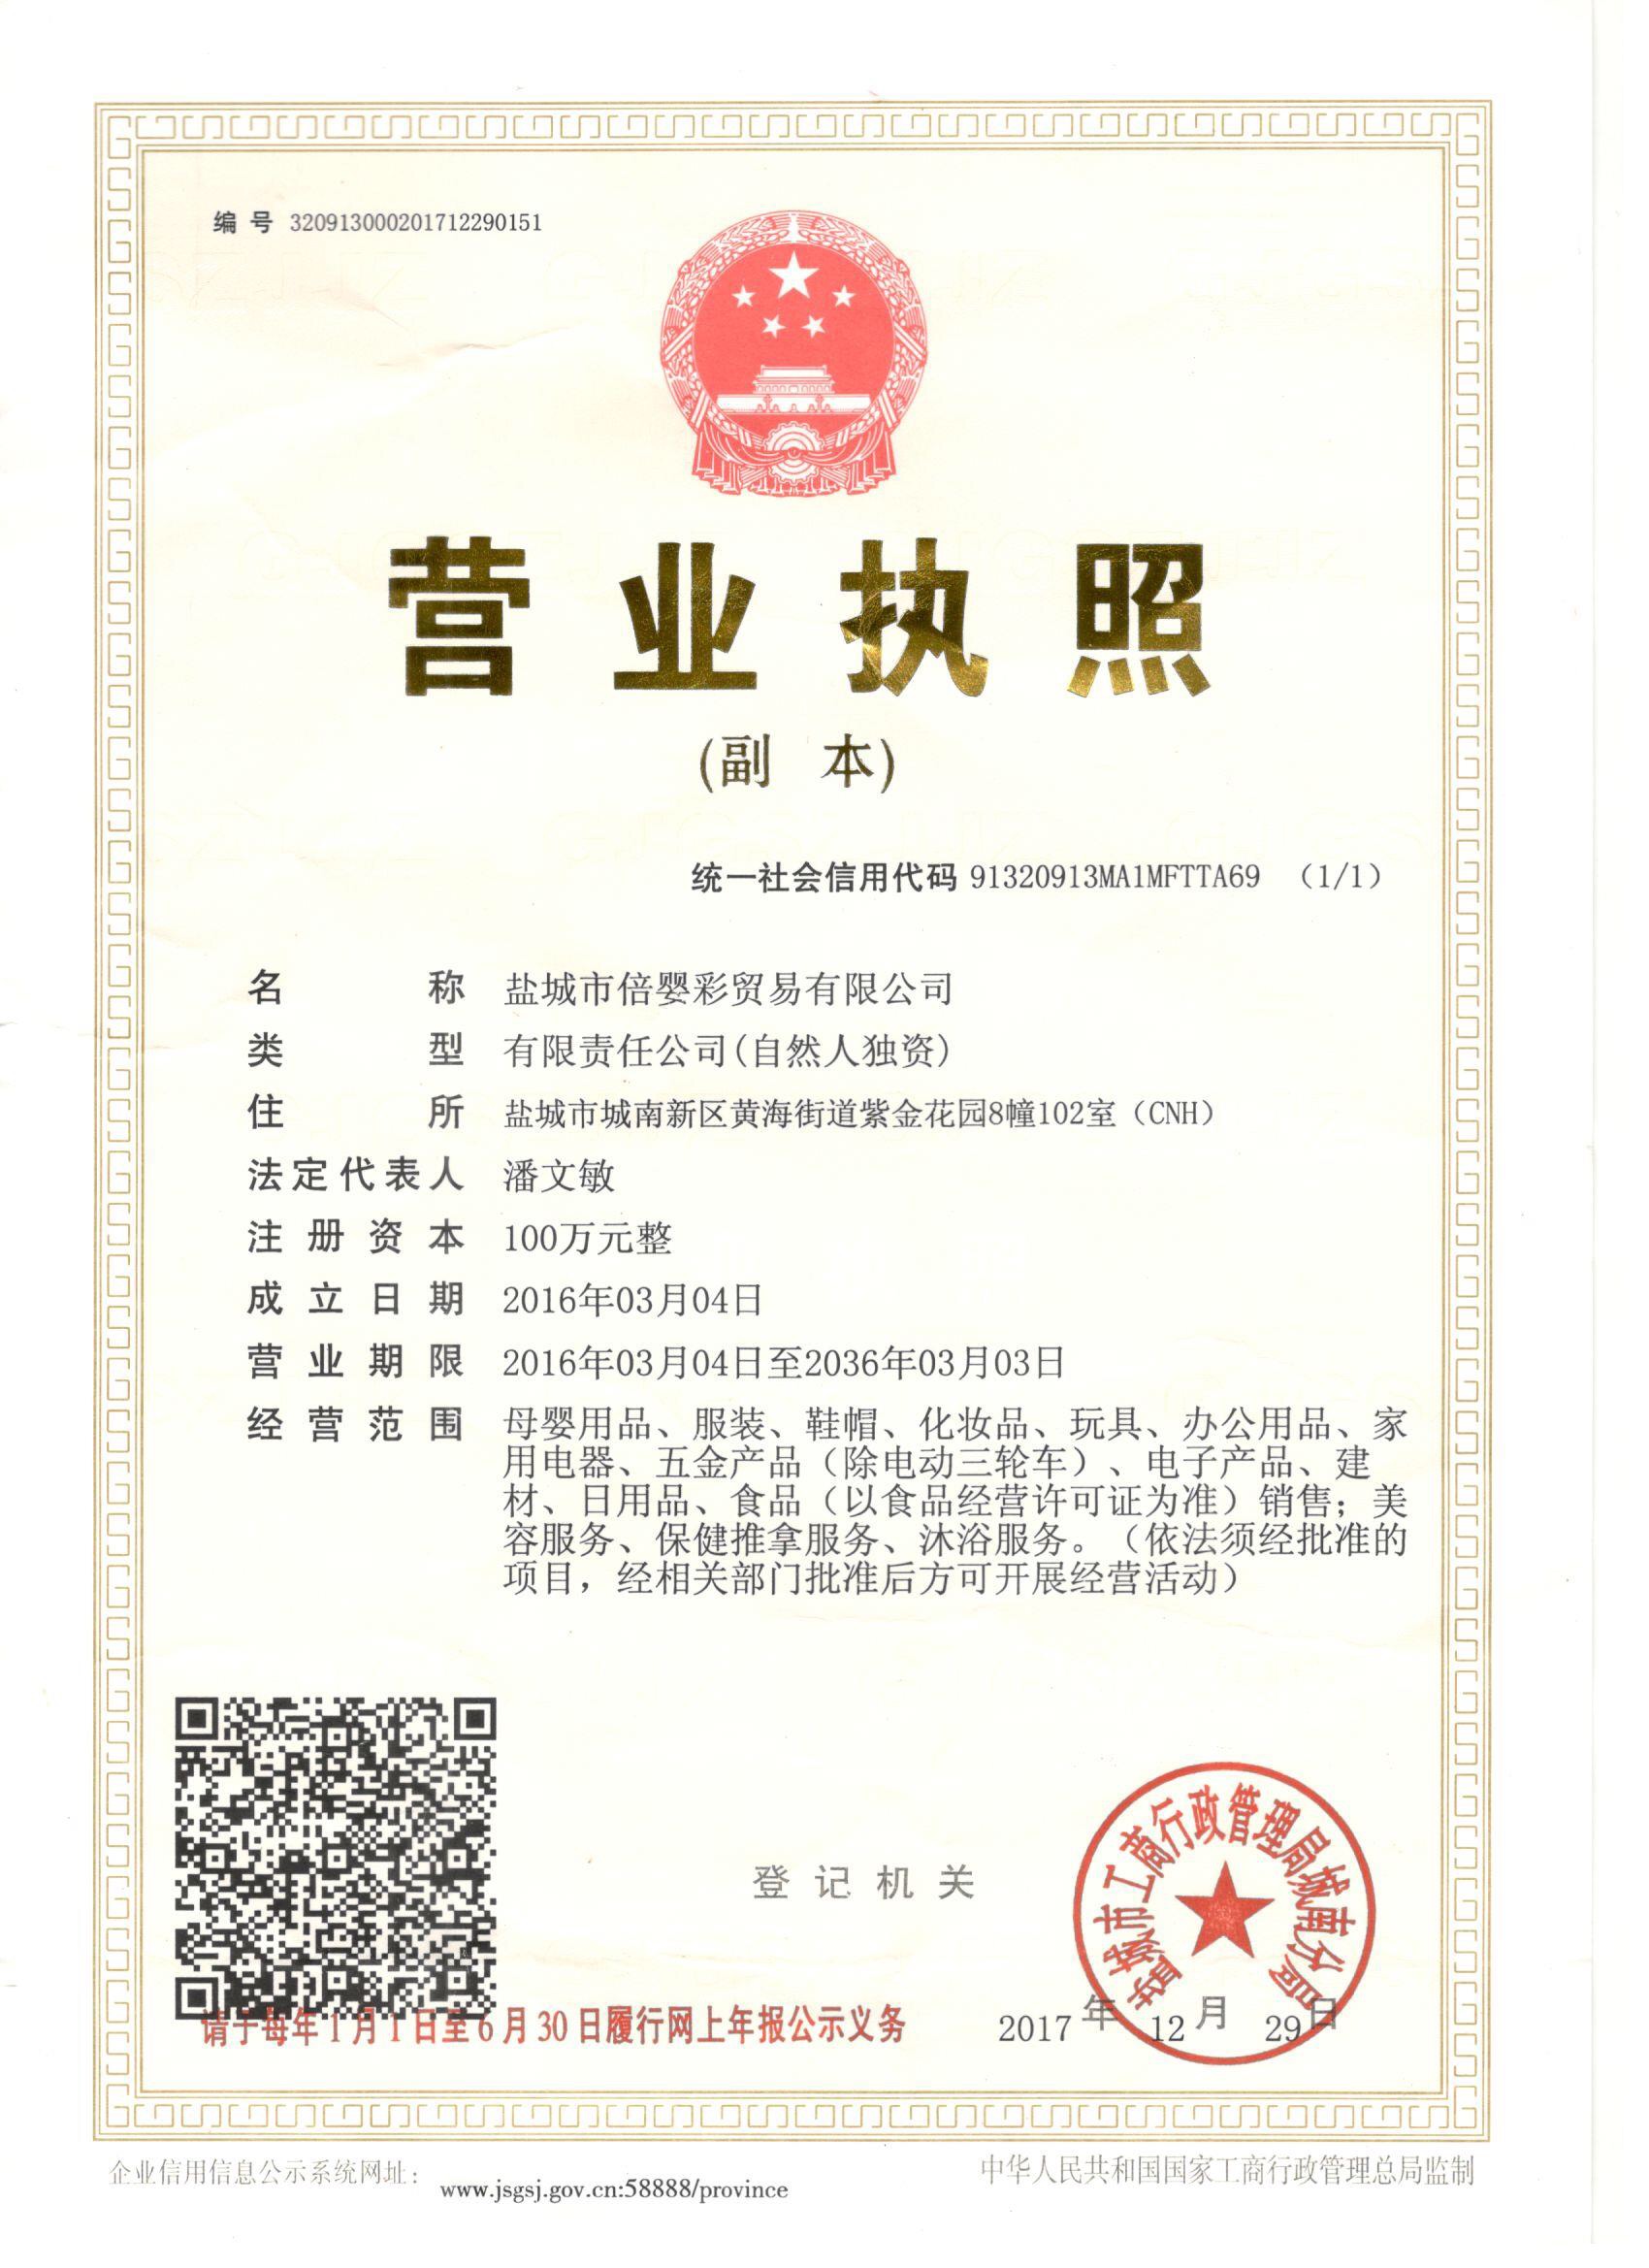 编 号 320913000201712290151
营业执照
(副 本)
统一社会信用代码 91320913MA1MFTTA69 （1/1）
名 称 盐城市倍婴彩贸易有限公司
类 型 有限责任公司(自然人独资)
住 所 盐城市城南新区黄海街道紫金花园8幢102室（CNH）
法定代表人 潘文敏
注册资本 100万元整
成立日期 2016年03月04日
营业期限 2016年03月04日至2036年03月03日
经营范围 母婴用品、服装、鞋帽、化妆品、玩具、办公用品、家
用电器、五金产品（除电动三轮车）、电子产品、建
材、日用品、食品（以食品经营许可证为准）销售；美
容服务、保健推拿服务、沐浴服务。（依法须经批准的
项目，经相关部门批准后方可开展经营活动）
登记机关
盐城市工商行政管理局城南分局
请于每年1月1日至6月30日履行网上年报公示义务
2017 年 12 月 29 日
企业信用信息公示系统网址：
www.jsgsj.gov.cn:58888/province
中华人民共和国国家工商行政管理总局监制